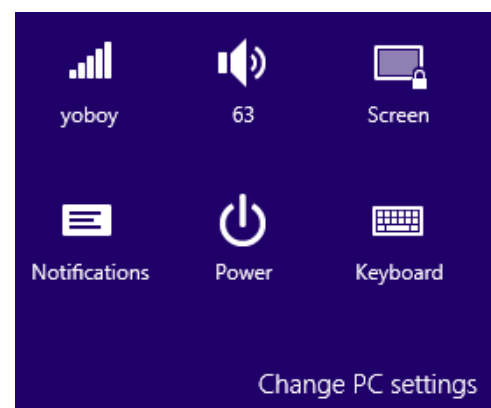 yoboy 63 Screen
Notifications Power Keyboard
Change PC settings